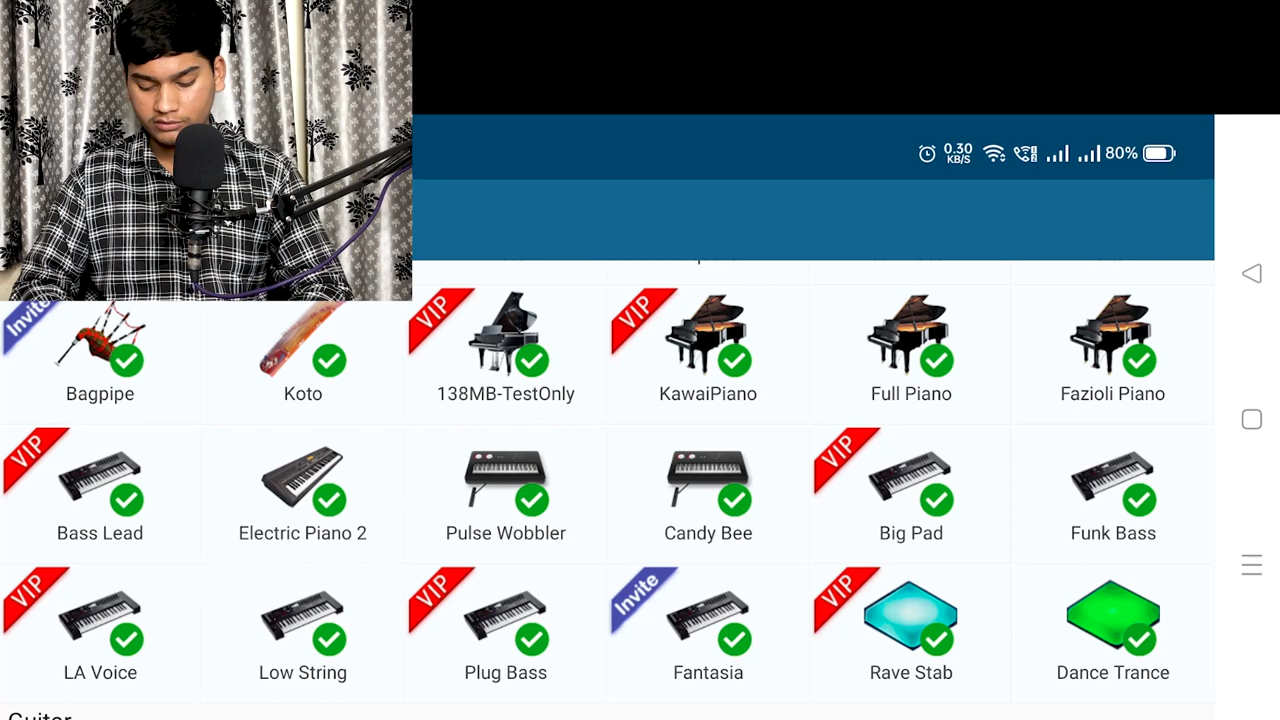 0.30
KB/S
80%
Invite
VIP
VIP
Bagpipe
Koto
138MB-TestOnly
KawaiPiano
Full Piano
Fazioli Piano
VIP
VIP
Bass Lead
Electric Piano 2
Pulse Wobbler
Candy Bee
Big Pad
Funk Bass
VIP
VIP
Invite
VIP
LA Voice
Low String
Plug Bass
Fantasia
Rave Stab
Dance Trance
Guitar